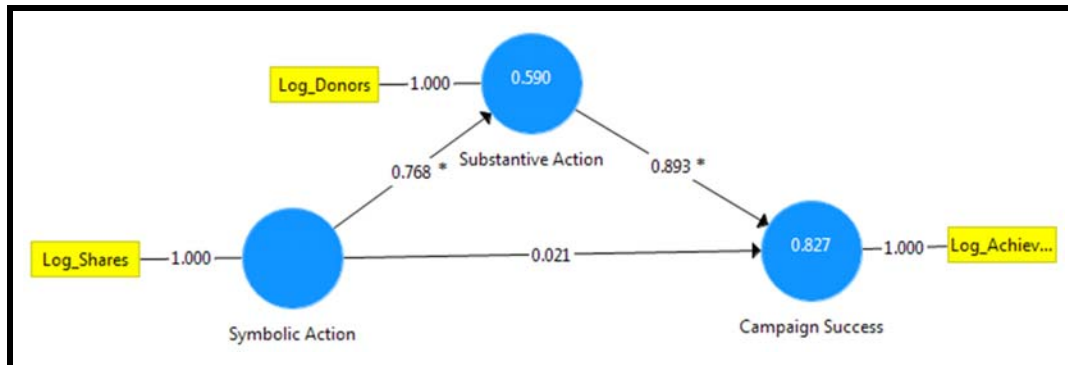 0.590
Log_Donors
1.000
Substantive Action
0.768 *
0.893 *
Log_Shares
1.000
0.021
0.827
1.000
Log_Achiev...
Symbolic Action
Campaign Success